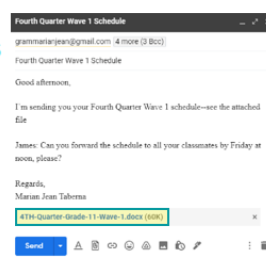 Fourth Quarter Wave 1 Schedule
grammarianjean@gmail.com 4 more (3 Bcc)
Fourth Quarter Wave 1 Schedule
Good afternoon,
I'm sending you your Fourth Quarter Wave 1 schedule--see the attached
file
James: Can you forward the schedule to all your classmates by Friday at
noon, please?
Regards,
Marian Jean Taberna
4TH-Quarter-Grade-11-Wave-1.docx (60K)
Send